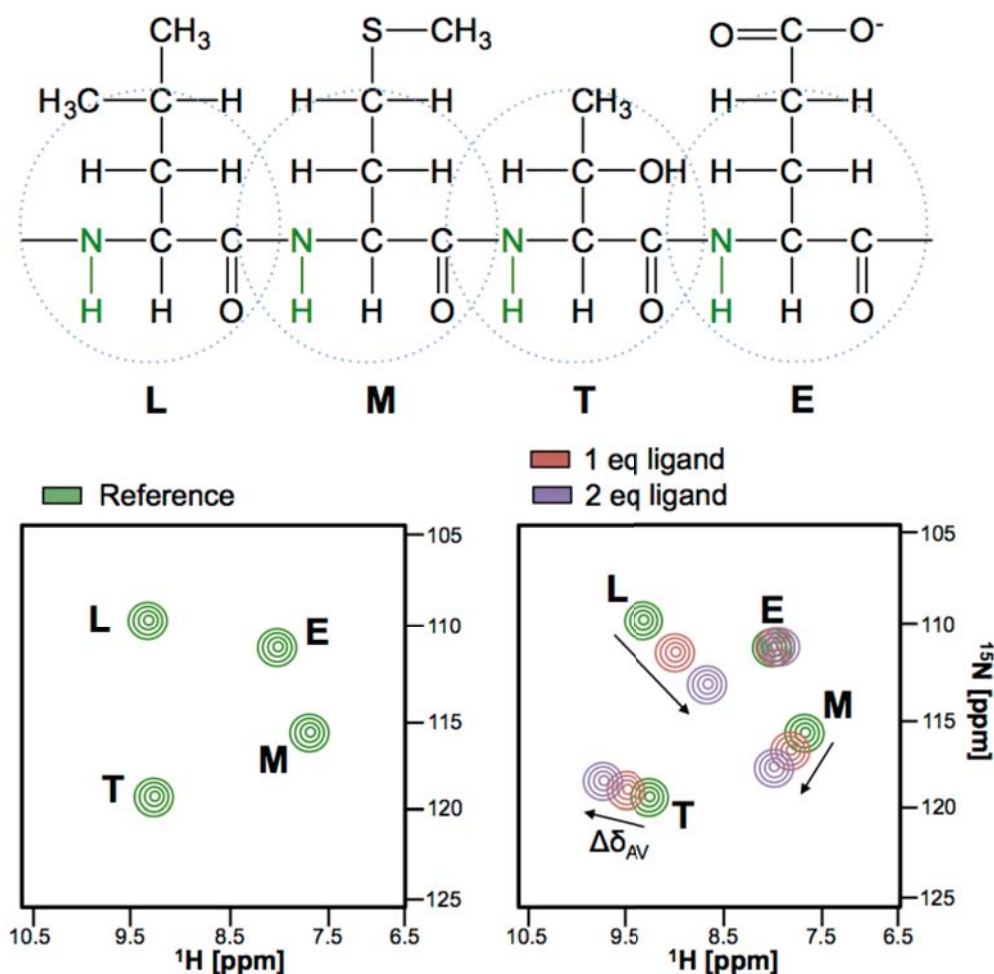 CH3 S CH3 O C O-
H3C C H H C H CH3 H C H
H C H H C H H C OH H C H
N C C N C C N C C N C C
H H O H H O H H O H H O
L M T E
1 eq ligand
Reference 2 eq ligand
105 105
L E L E
110 110
M M
115 115
T T
120 120
ΔδAV
125 125
15N [ppm]
10.5 9.5 8.5 7.5 6.5 10.5 9.5 8.5 7.5 6.5
1H [ppm] 1H [ppm]